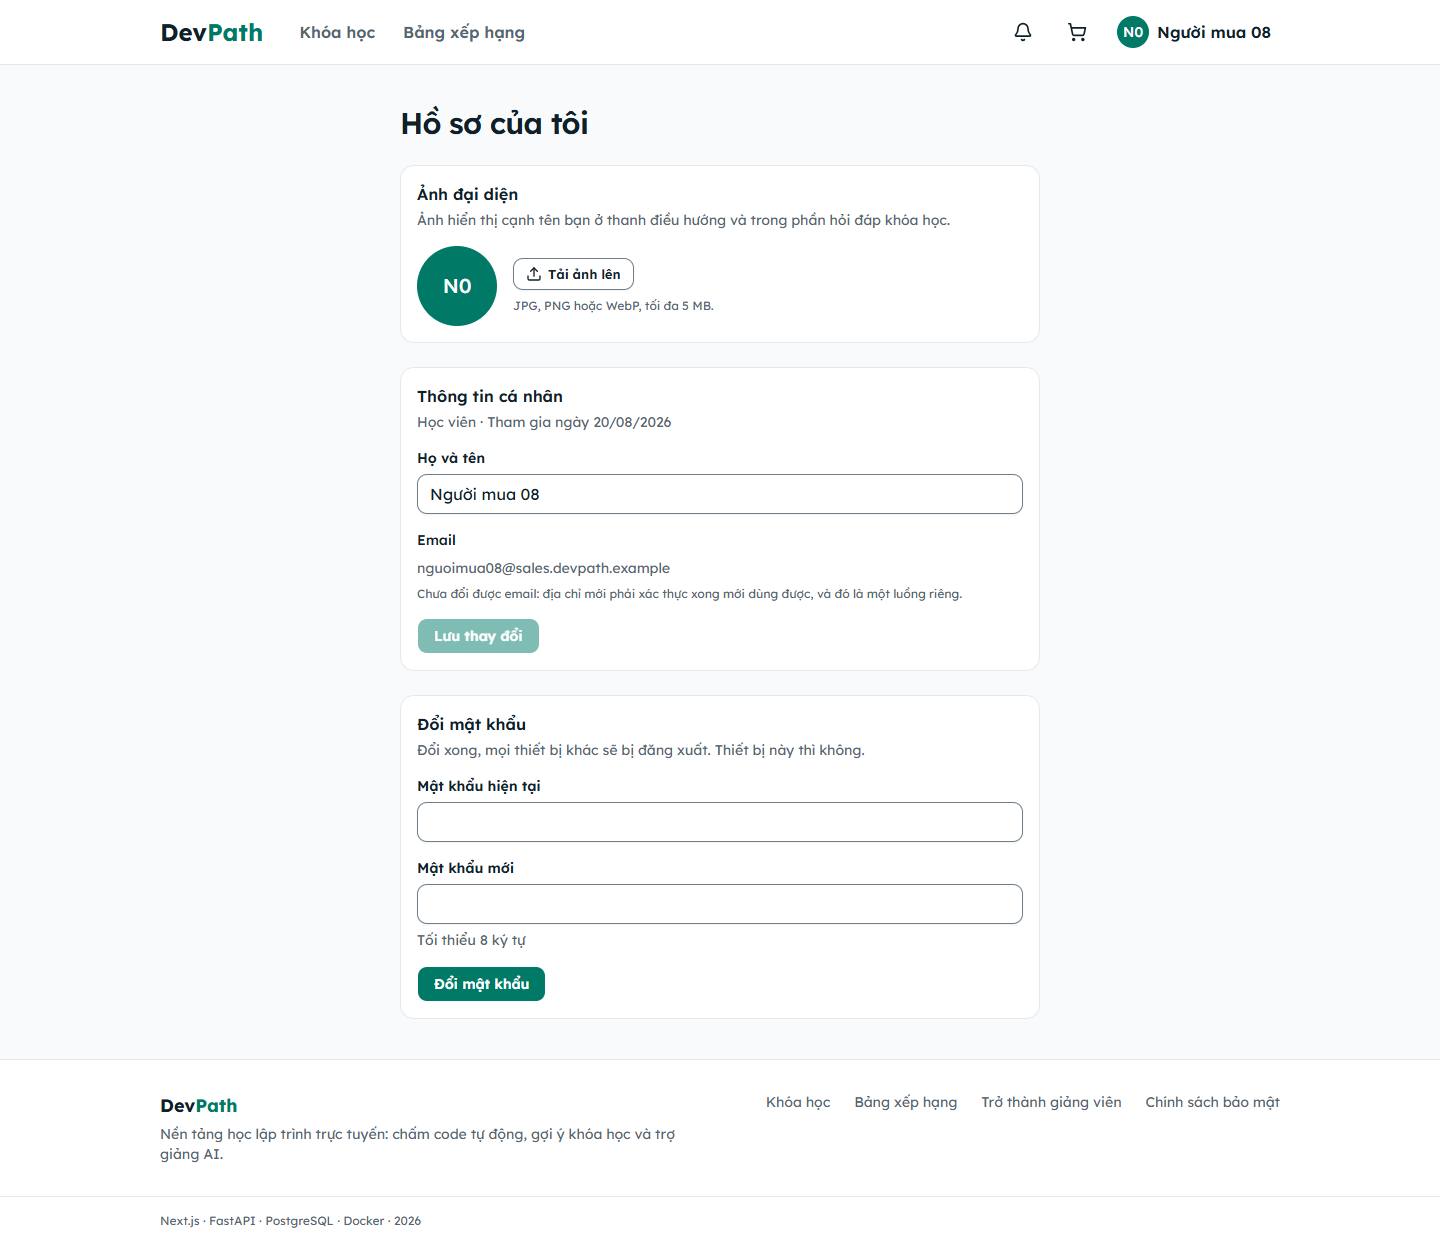 DevPath
Khóa học
Bảng xếp hạng
N0
Người mua 08
Hồ sơ của tôi
Ảnh đại diện
Ảnh hiển thị cạnh tên bạn ở thanh điều hướng và trong phần hỏi đáp khóa học.
N0
Tải ảnh lên
JPG, PNG hoặc WebP, tối đa 5 MB.
Thông tin cá nhân
Học viên · Tham gia ngày 20/08/2026
Họ và tên
Người mua 08
Email
nguoimua08@sales.devpath.example
Chưa đổi được email: địa chỉ mới phải xác thực xong mới dùng được, và đó là một luồng riêng.
Lưu thay đổi
Đổi mật khẩu
Đổi xong, mọi thiết bị khác sẽ bị đăng xuất. Thiết bị này thì không.
Mật khẩu hiện tại
Mật khẩu mới
Tối thiểu 8 ký tự
Đổi mật khẩu
DevPath
Nền tảng học lập trình trực tuyến: chấm code tự động, gợi ý khóa học và trợ
giảng AI.
Khóa học
Bảng xếp hạng
Trở thành giảng viên
Chính sách bảo mật
Next.js · FastAPI · PostgreSQL · Docker · 2026